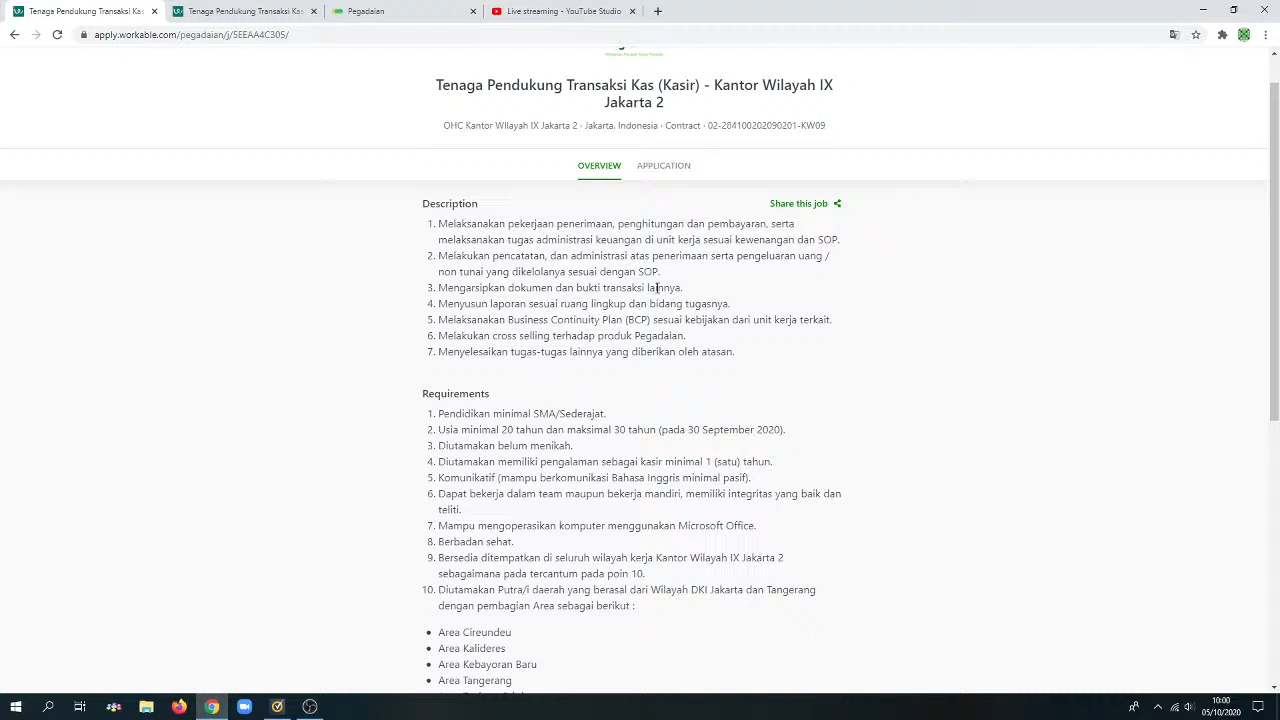 Tenaga Pendukung Transaksi Kas
Tenaga Pendukung Transaksi Kas
Pegadaian
Live streaming - YouTube Studio
apply.workable.com/pegadaian/j/5EEAA4C305/
Tenaga Pendukung Transaksi Kas (Kasir) - Kantor Wilayah IX
Jakarta 2
OHC Kantor WIlayah IX Jakarta 2 · Jakarta, Indonesia · Contract · 02-284100202090201-KW09
OVERVIEW APPLICATION
Description Share this job
1. Melaksanakan pekerjaan penerimaan, penghitungan dan pembayaran, serta
melaksanakan tugas administrasi keuangan di unit kerja sesuai kewenangan dan SOP.
2. Melakukan pencatatan, dan administrasi atas penerimaan serta pengeluaran uang /
non tunai yang dikelolanya sesuai dengan SOP.
3. Mengarsipkan dokumen dan bukti transaksi lainnya.
4. Menyusun laporan sesuai ruang lingkup dan bidang tugasnya.
5. Melaksanakan Business Continuity Plan (BCP) sesuai kebijakan dari unit kerja terkait.
6. Melakukan cross selling terhadap produk Pegadaian.
7. Menyelesaikan tugas-tugas lainnya yang diberikan oleh atasan.
Requirements
1. Pendidikan minimal SMA/Sederajat.
2. Usia minimal 20 tahun dan maksimal 30 tahun (pada 30 September 2020).
3. Diutamakan belum menikah.
4. Diutamakan memiliki pengalaman sebagai kasir minimal 1 (satu) tahun.
5. Komunikatif (mampu berkomunikasi Bahasa Inggris minimal pasif).
6. Dapat bekerja dalam team maupun bekerja mandiri, memiliki integritas yang baik dan
teliti.
7. Mampu mengoperasikan komputer menggunakan Microsoft Office.
8. Berbadan sehat.
9. Bersedia ditempatkan di seluruh wilayah kerja Kantor Wilayah IX Jakarta 2
sebagaimana pada tercantum pada poin 10.
10. Diutamakan Putra/i daerah yang berasal dari Wilayah DKI Jakarta dan Tangerang
dengan pembagian Area sebagai berikut :
• Area Cireundeu
• Area Kalideres
• Area Kebayoran Baru
• Area Tangerang
10:00
05/10/2020